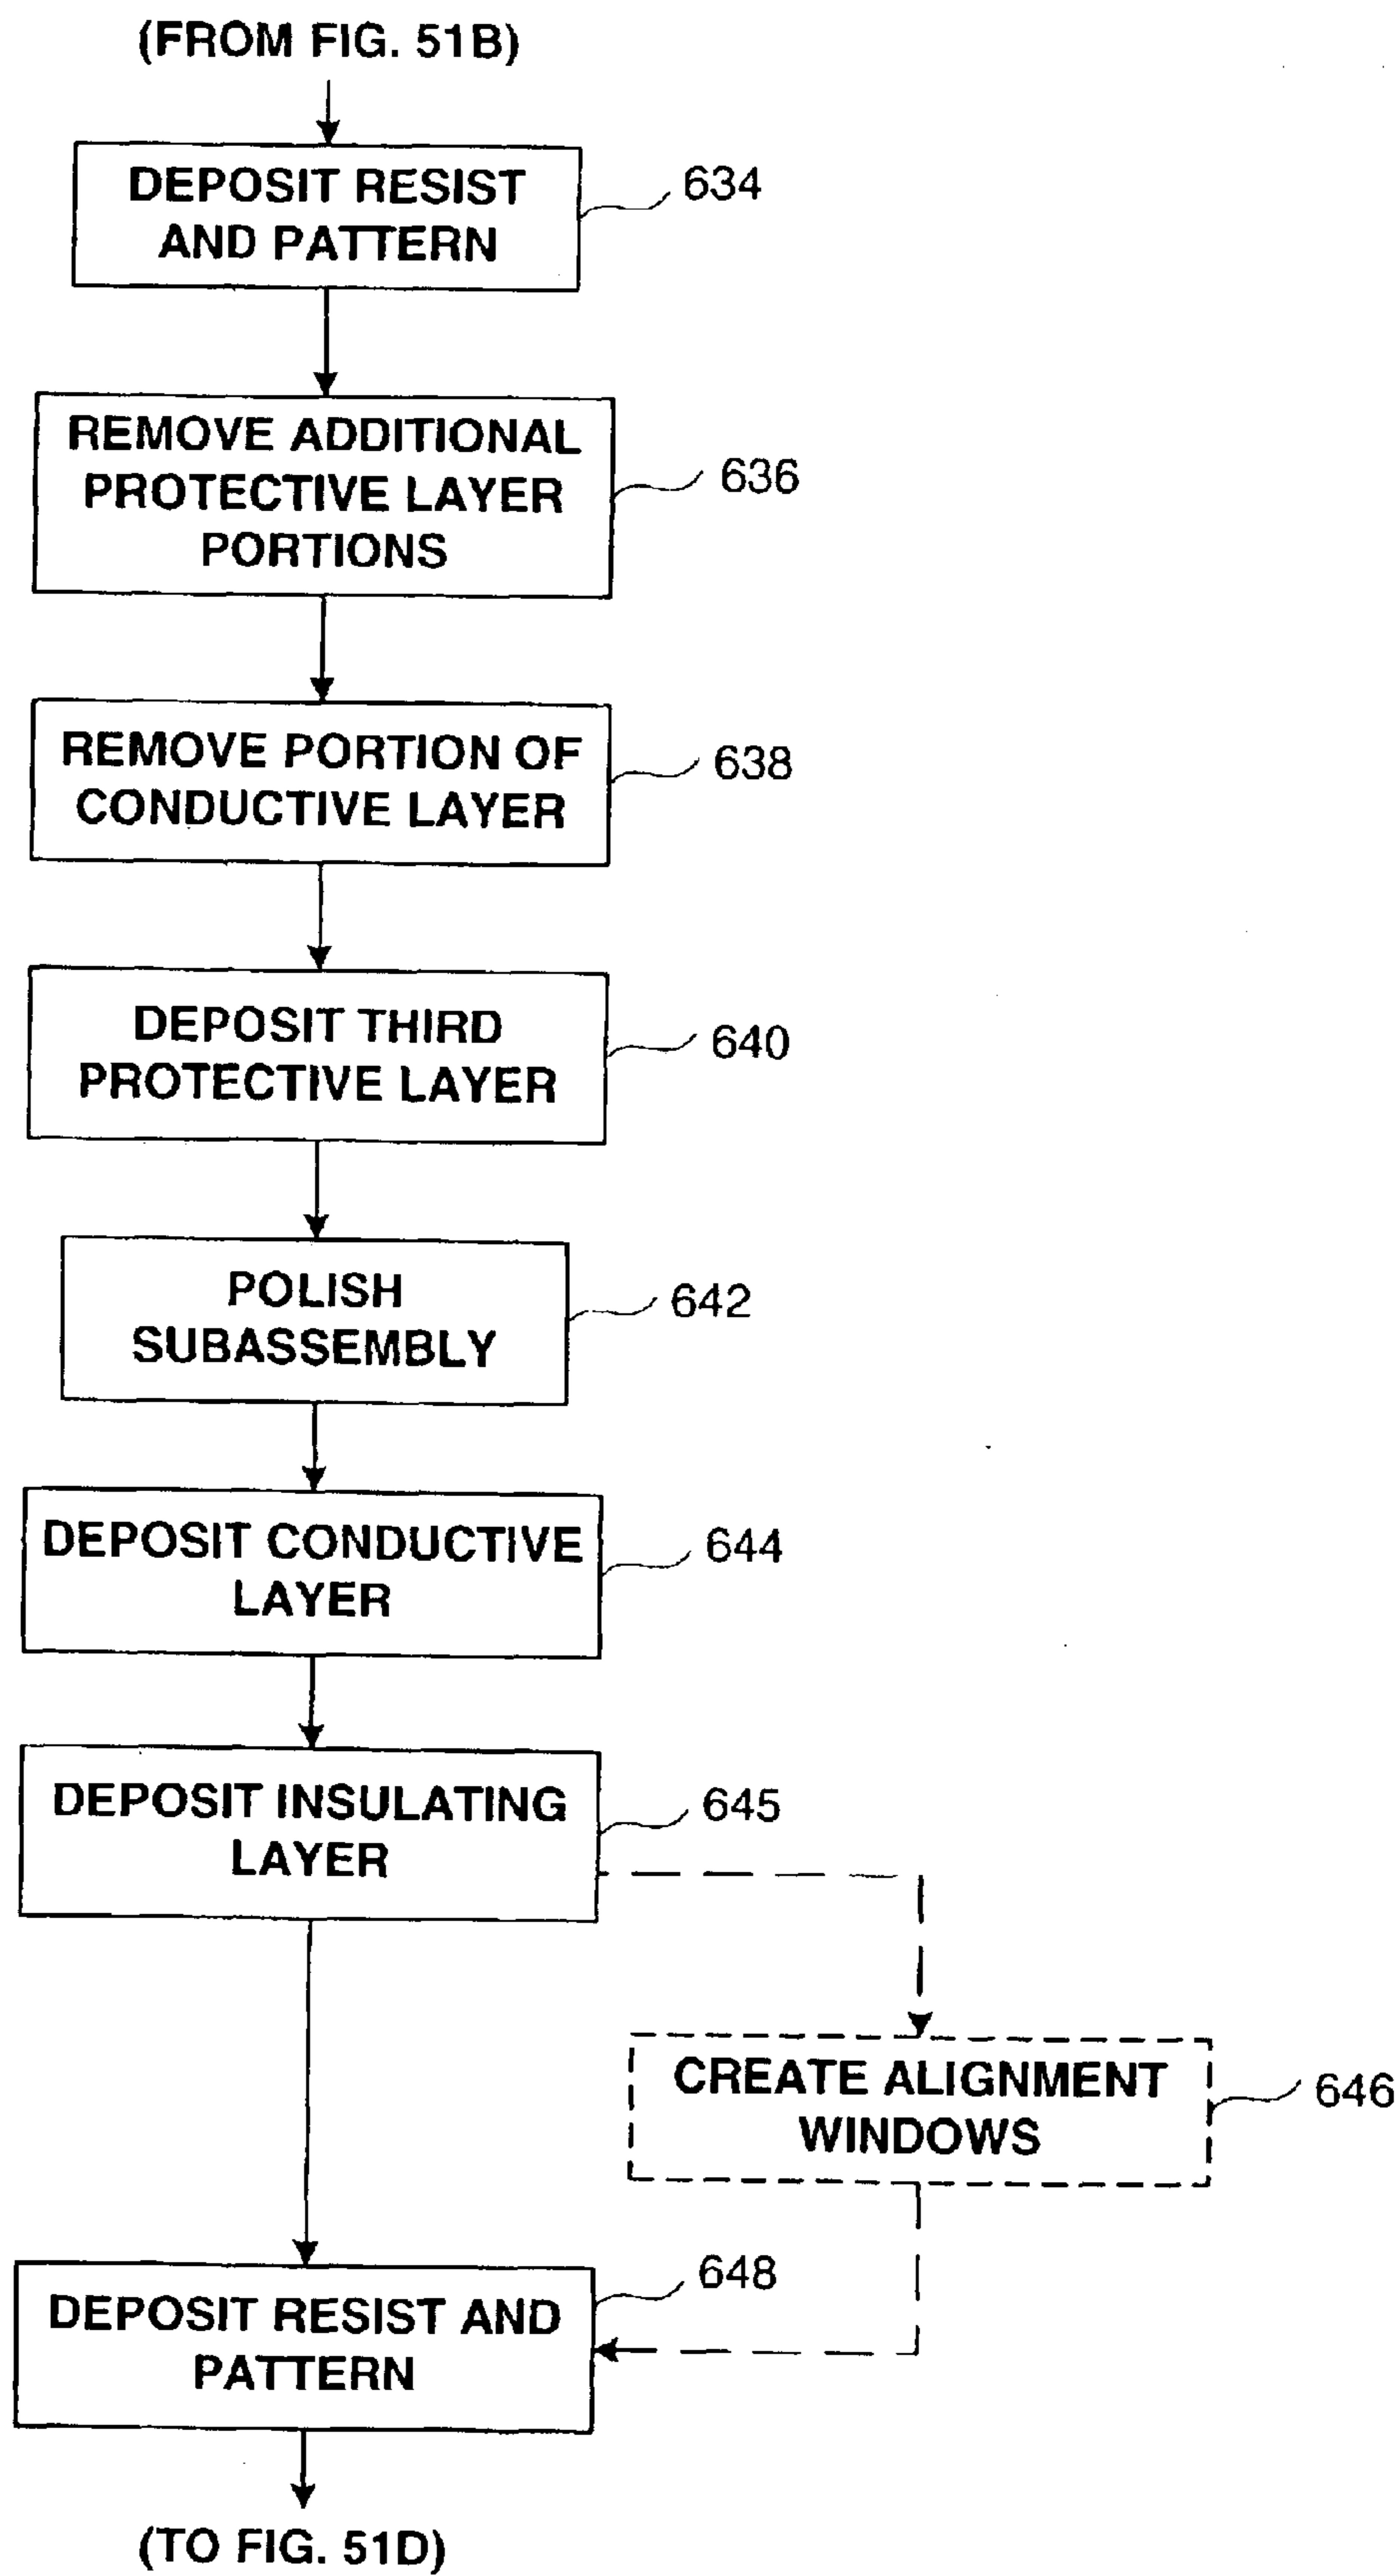 (FROM FIG. 51B)
DEPOSIT RESIST
AND PATTERN
634
REMOVE ADDITIONAL
PROTECTIVE LAYER
PORTIONS
636
REMOVE PORTION OF
CONDUCTIVE LAYER
638
DEPOSIT THIRD
PROTECTIVE LAYER
640
POLISH
SUBASSEMBLY
642
DEPOSIT CONDUCTIVE
LAYER
644
DEPOSIT INSULATING
LAYER
645
CREATE ALIGNMENT
WINDOWS
646
DEPOSIT RESIST AND
PATTERN
648
(TO FIG. 51D)